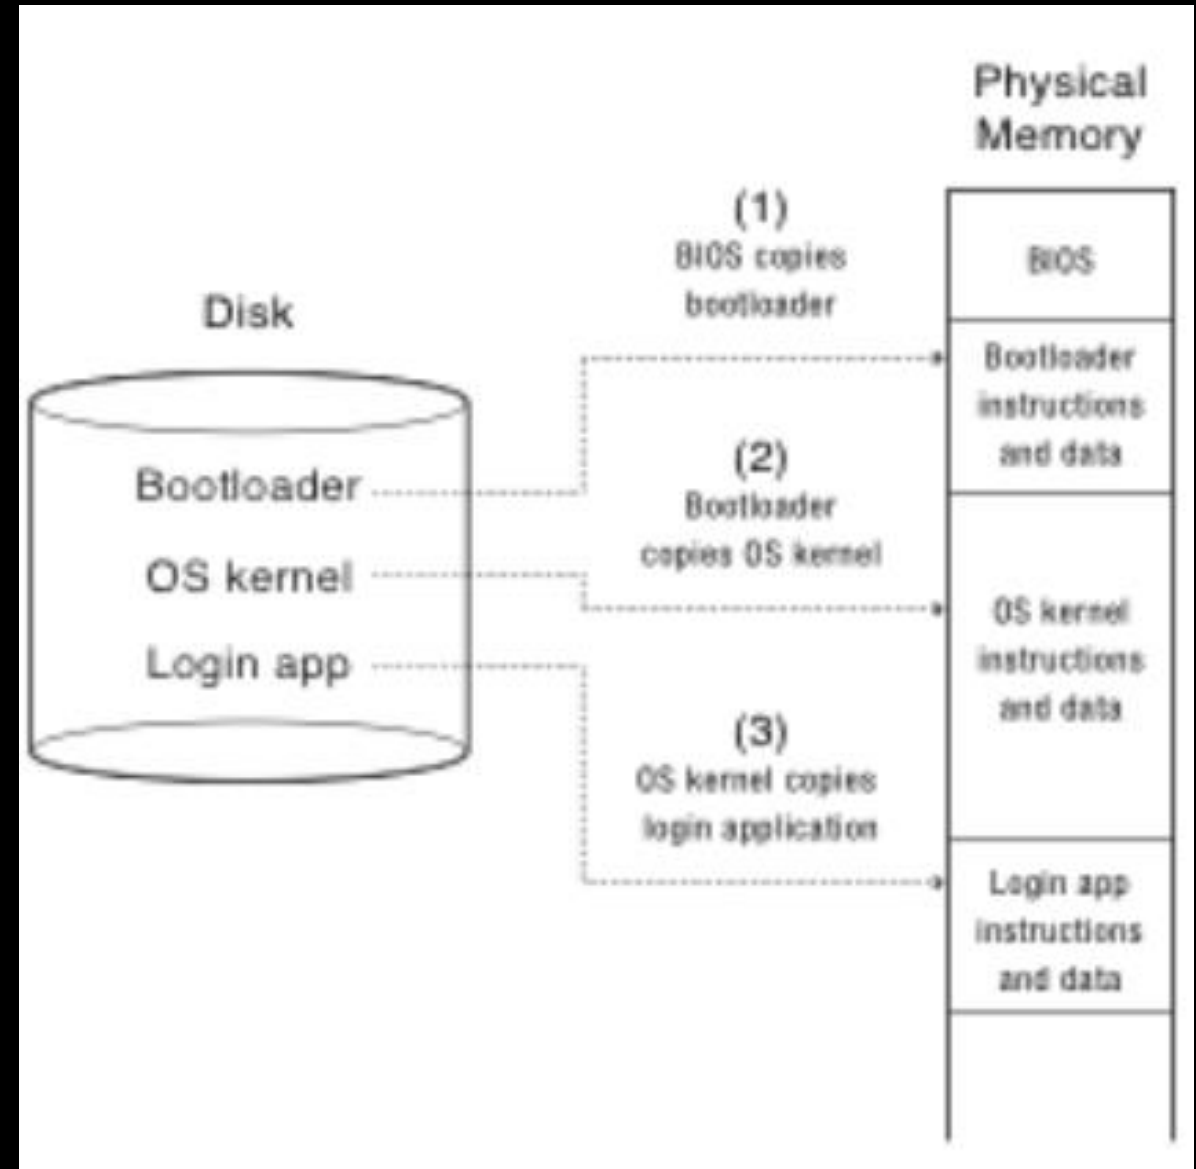 Physical
Memory
(1)
BIOS copies
bootloader
BIOS
Disk
Bootloader
instructions
and data
Bootloader
(2)
Bootloader
copies OS kernel
OS kernel
OS kernel
instructions
and data
Login app
(3)
OS kernel copies
login application
Login app
instructions
and data